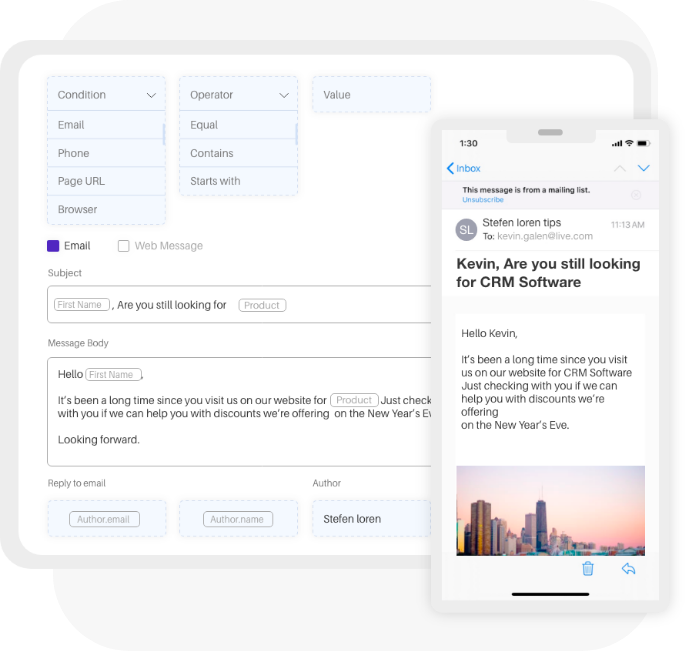 Condition
Operator
Value
Email
Equal
Phone
Contains
Page URL
Starts with
Browser
Email
Web Message
Subject
First Name , Are you still looking for Product
Message Body
Hello First Name ,
It's been a long time since you visit us on our website for Product Just check
with you if we can help you with discounts we're offering on the New Year's Ev
Looking forward.
Reply to email
Author
Author.email
Author.name
Stefen loren
1:30
Inbox
This message is from a mailing list.
Unsubscribe
SL
Stefen loren tips
11:13 AM
To: kevin.galen@live.com
Kevin, Are you still looking
for CRM Software
Hello Kevin,
It's been a long time since you visit
us on our website for CRM Software
Just checking with you if we can
help you with discounts we're
offering
on the New Year's Eve.